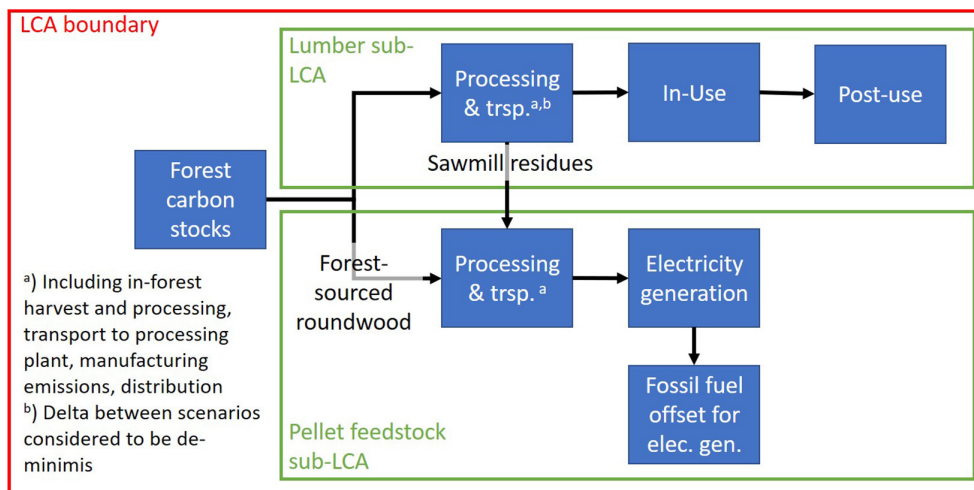 LCA boundary
Lumber sub-
LCA
Processing
& trsp.a,b
In-Use
Post-use
Sawmill residues
Forest
carbon
stocks
Forest-
sourced
roundwood
Processing
& trsp. a
Electricity
generation
Fossil fuel
offset for
elec. gen.
Pellet feedstock
sub-LCA
a) Including in-forest
harvest and processing,
transport to processing
plant, manufacturing
emissions, distribution
b) Delta between scenarios
considered to be de-
minimis